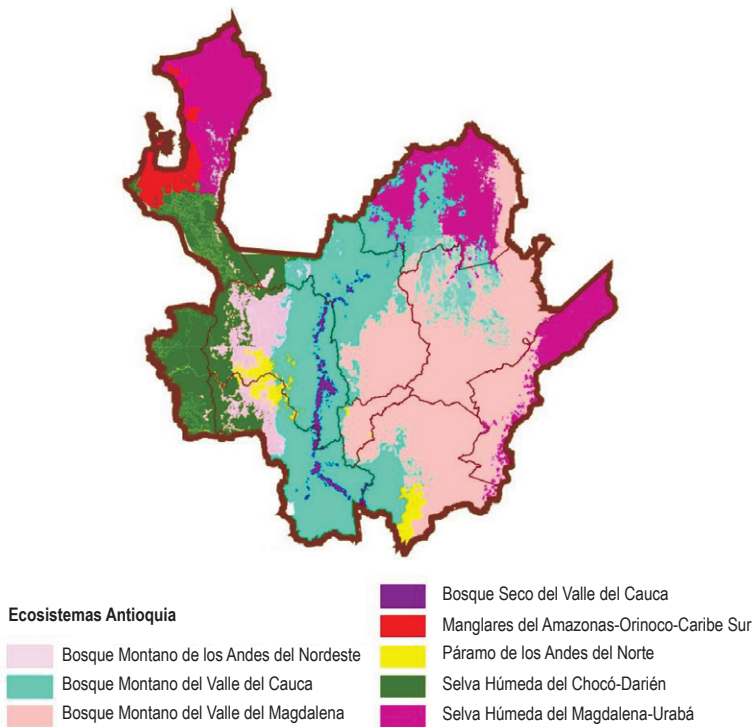 Ecosistemas Antioquia
Bosque Montano de los Andes del Nordeste
Bosque Montano del Valle del Cauca
Bosque Montano del Valle del Magdalena
Bosque Seco del Valle del Cauca
Manglares del Amazonas-Orinoco-Caribe Sur
Páramo de los Andes del Norte
Selva Húmeda del Chocó-Darién
Selva Húmeda del Magdalena-Urabá